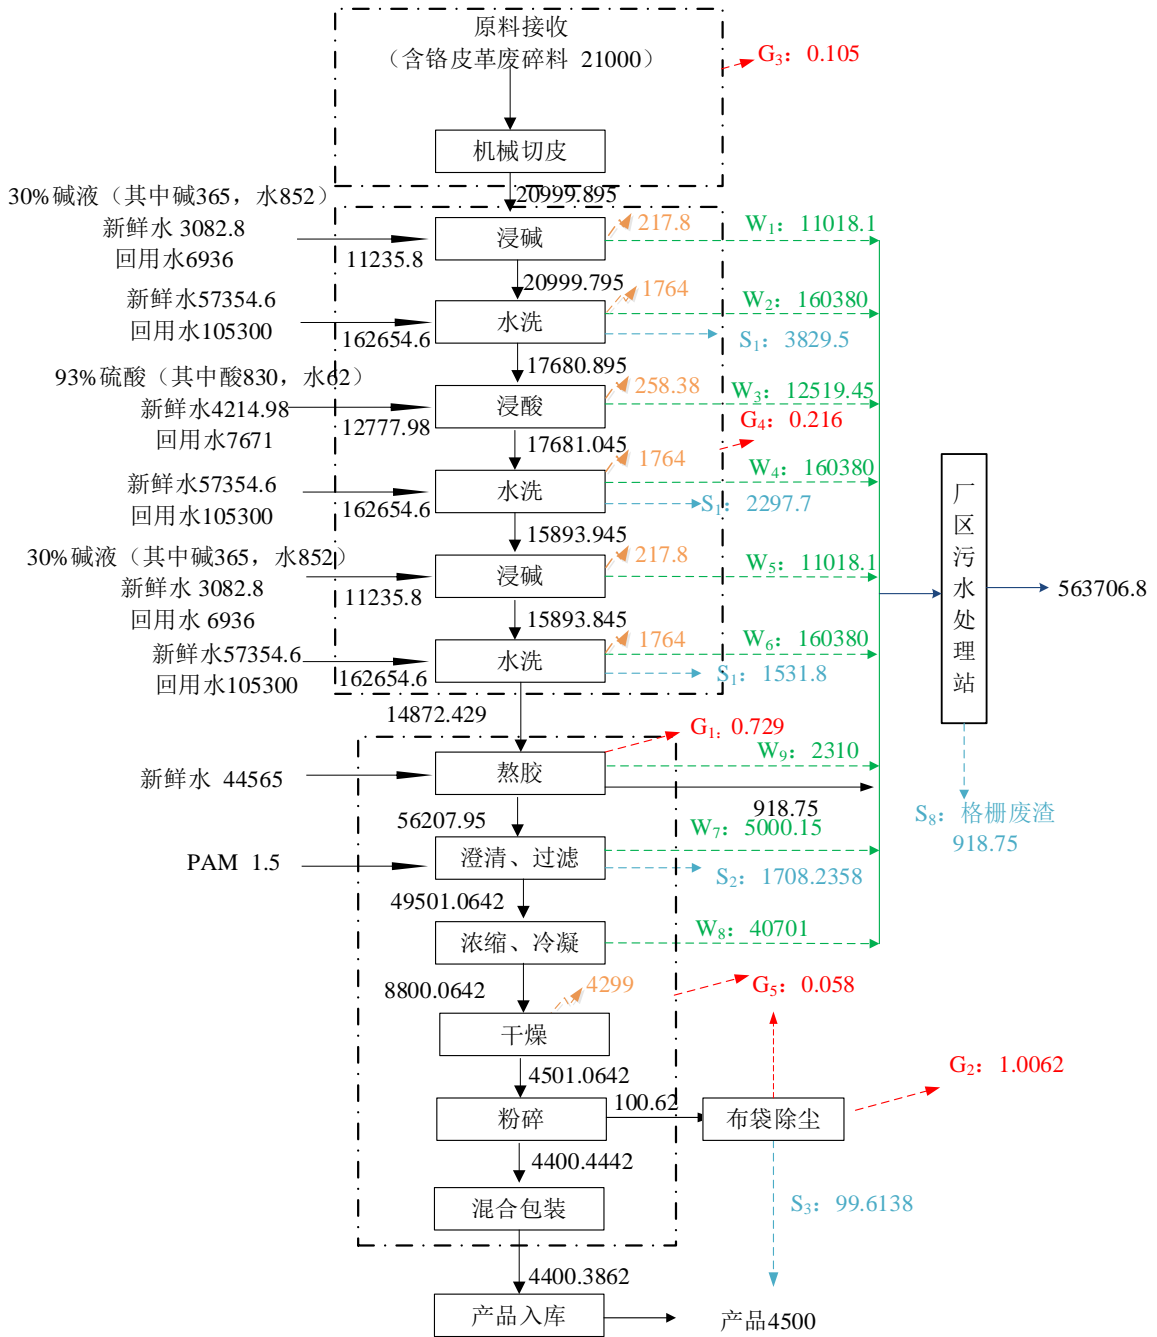 原料接收
（含铬皮革废碎料 21000）
G3：0.105
机械切皮
20999.895
30%碱液（其中碱365，水852）
新鲜水 3082.8
回用水6936
11235.8
浸碱
217.8
W1：11018.1
20999.795
新鲜水57354.6
回用水105300
162654.6
水洗
1764
W2：160380
S1：3829.5
17680.895
93%硫酸（其中酸830，水62）
新鲜水4214.98
回用水7671
12777.98
浸酸
258.38
W3：12519.45
G4：0.216
17681.045
新鲜水57354.6
回用水105300
162654.6
水洗
1764
W4：160380
S1：2297.7
15893.945
30%碱液（其中碱365，水852）
新鲜水 3082.8
回用水 6936
11235.8
浸碱
217.8
W5：11018.1
15893.845
新鲜水57354.6
回用水105300
162654.6
水洗
1764
W6：160380
S1：1531.8
14872.429
厂区污水处理站
563706.8
S8：格栅废渣
918.75
G1：0.729
新鲜水 44565
熬胶
W9：2310
918.75
56207.95
W7：5000.15
PAM 1.5
澄清、过滤
S2：1708.2358
49501.0642
浓缩、冷凝
W8：40701
8800.0642
4299
G5：0.058
干燥
4501.0642
G2：1.0062
粉碎
100.62
布袋除尘
4400.4442
混合包装
S3：99.6138
4400.3862
产品入库
产品4500